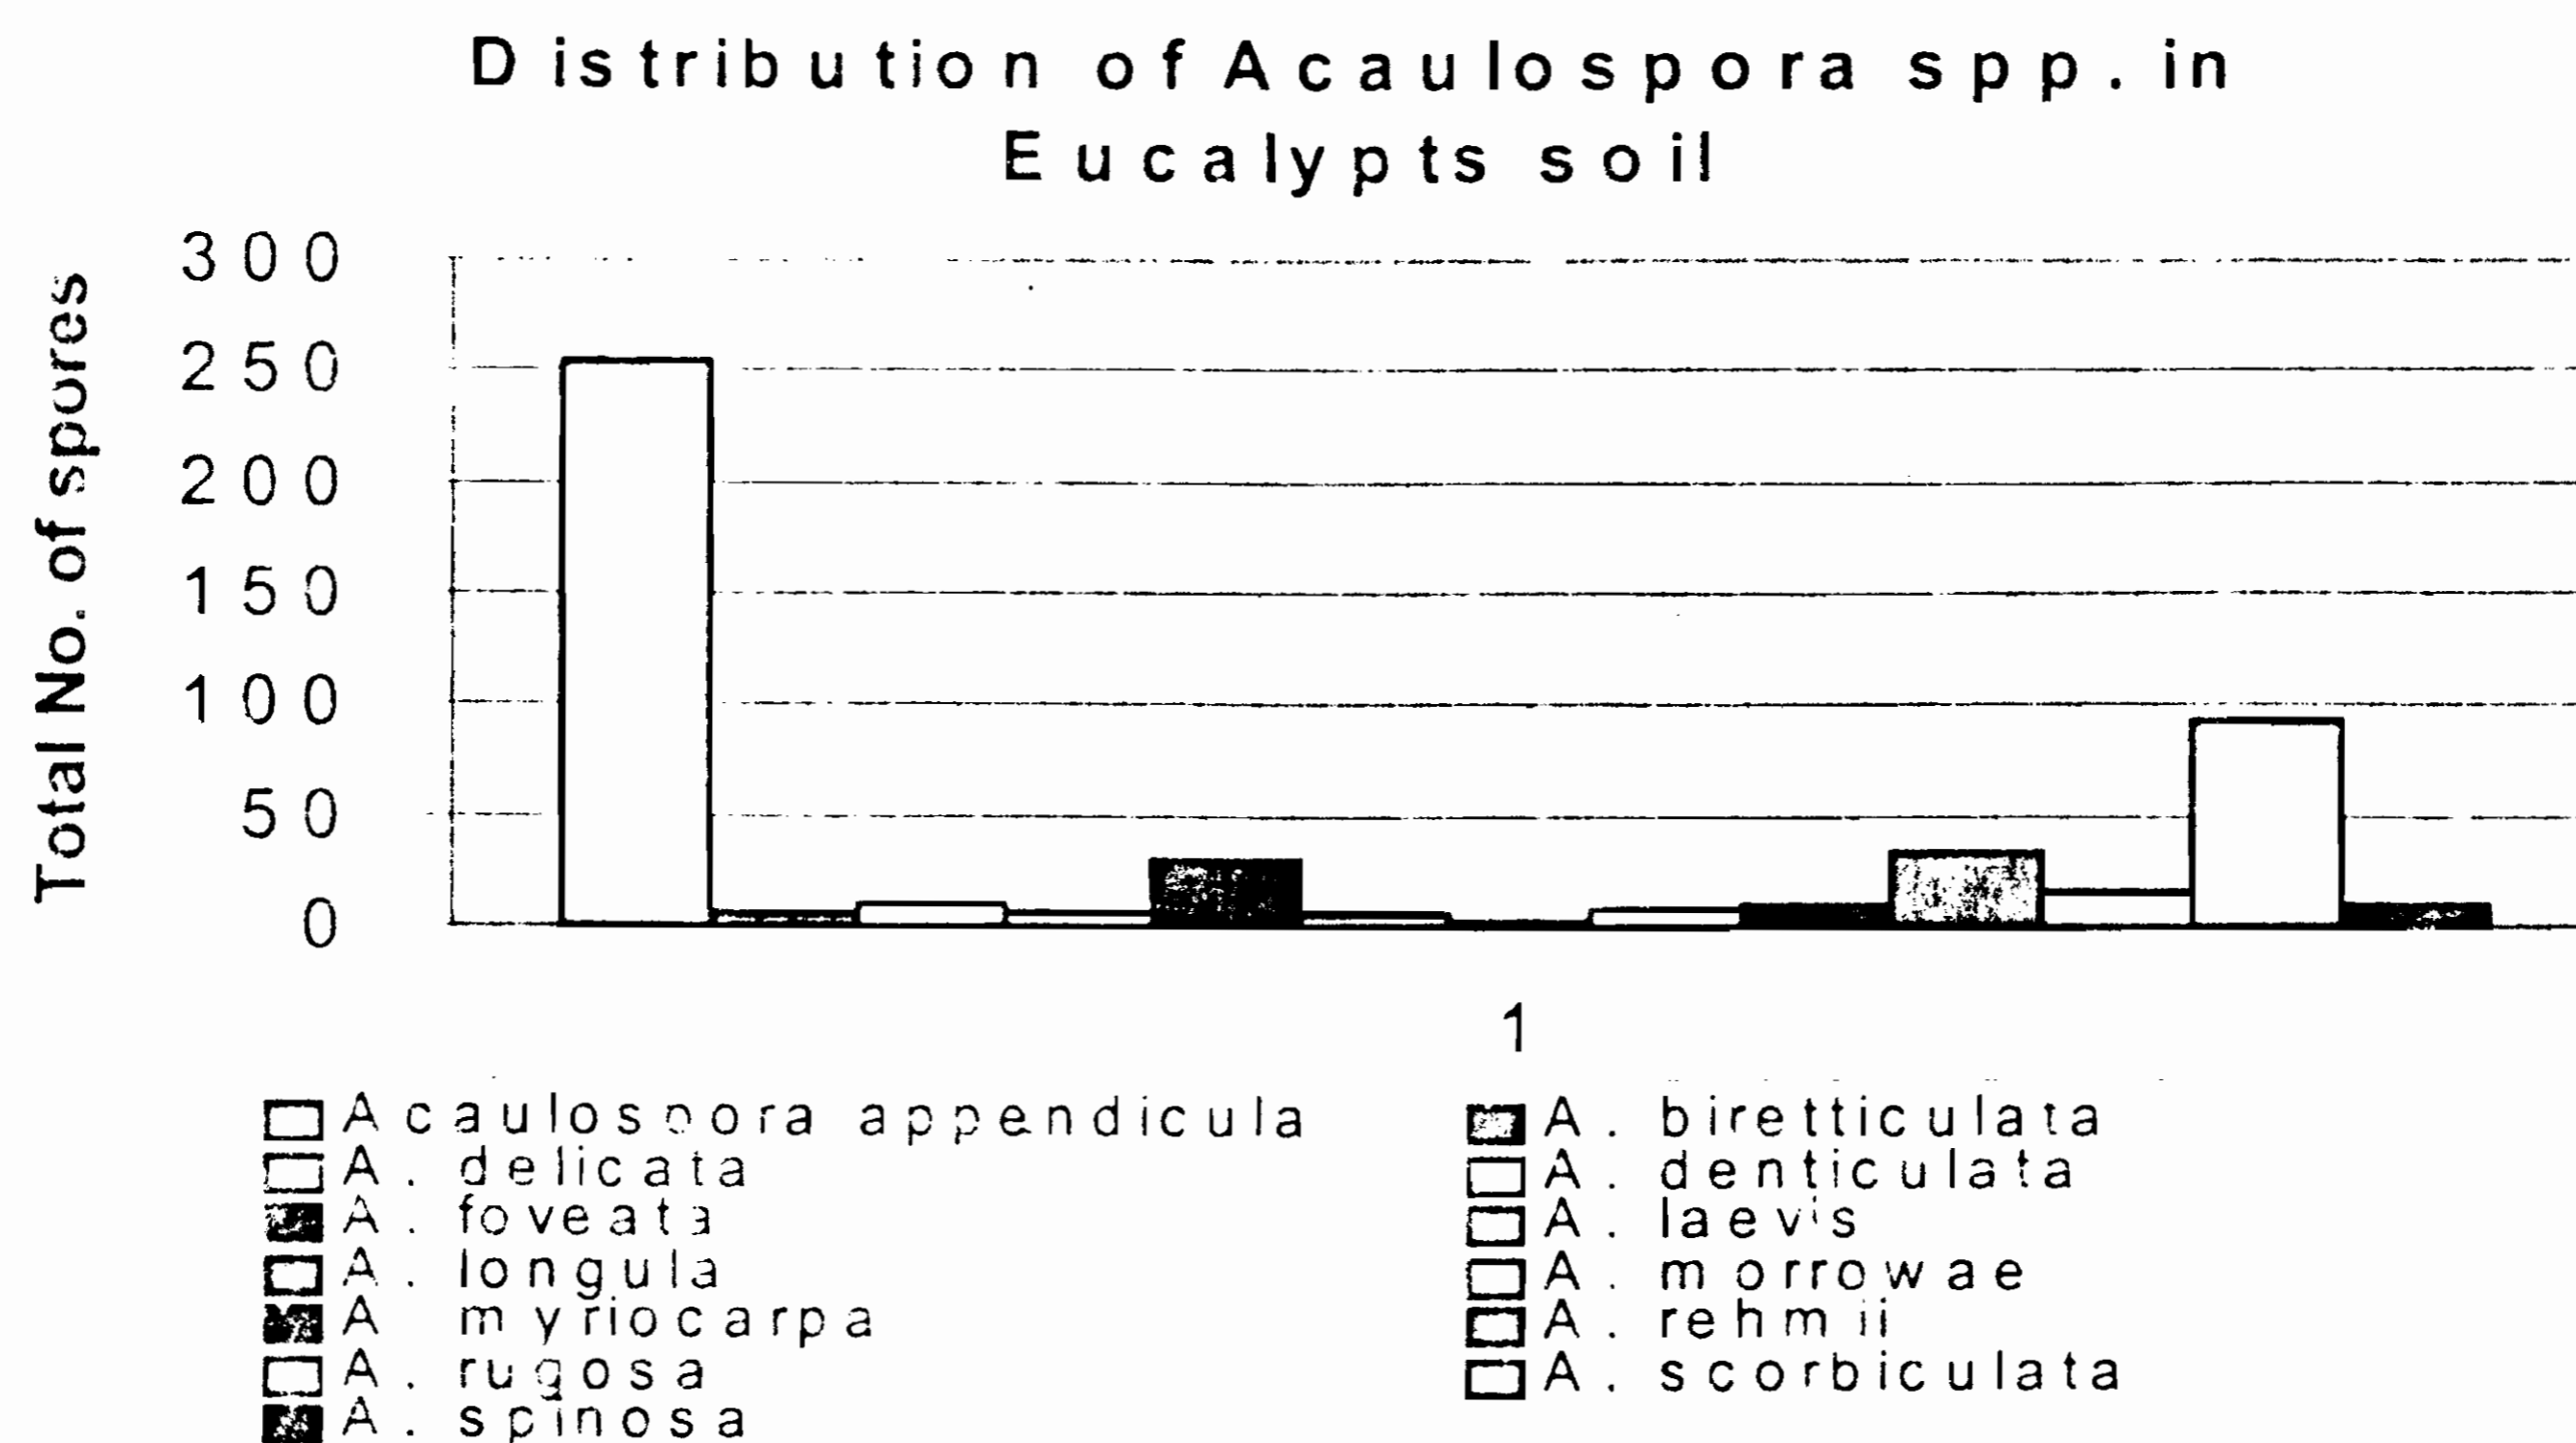 Distribution of Acaulospora spp. in
Eucalypts soil
Total No. of spores
300
250
200
150
100
50
0
1
Acaulospora appendicula
A. biretticulata
A. delicata
A. denticulata
A. foveata
A. laevis
A. longula
A. morrowae
A myriocarpa
A. rehmii
A. rugosa
A. scorbiculata
A. spinosa